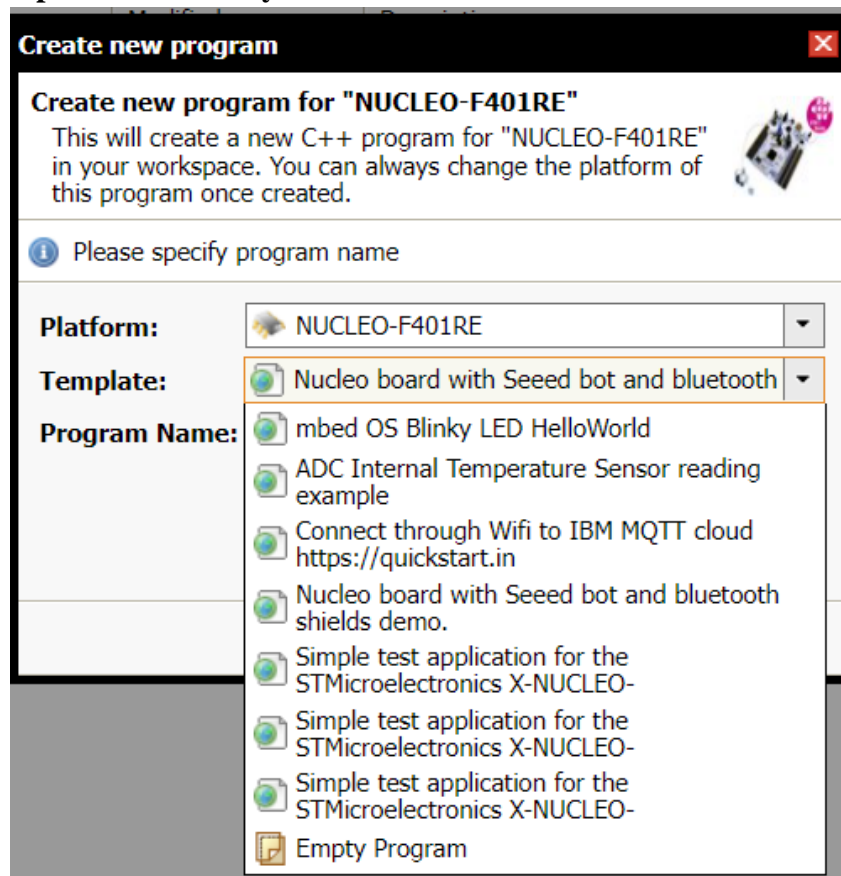 Create new program
Create new program for "NUCLEO-F401RE"
This will create a new C++ program for "NUCLEO-F401RE"
in your workspace. You can always change the platform of
this program once created.
Please specify program name
Platform:
NUCLEO-F401RE
Template:
Nucleo board with Seeed bot and bluetooth
Program Name:
mbed OS Blinky LED HelloWorld
ADC Internal Temperature Sensor reading
example
Connect through Wifi to IBM MQTT cloud
https://quickstart.in
Nucleo board with Seeed bot and bluetooth
shields demo.
Simple test application for the
STMicroelectronics X-NUCLEO-
Simple test application for the
STMicroelectronics X-NUCLEO-
Simple test application for the
STMicroelectronics X-NUCLEO-
Empty Program